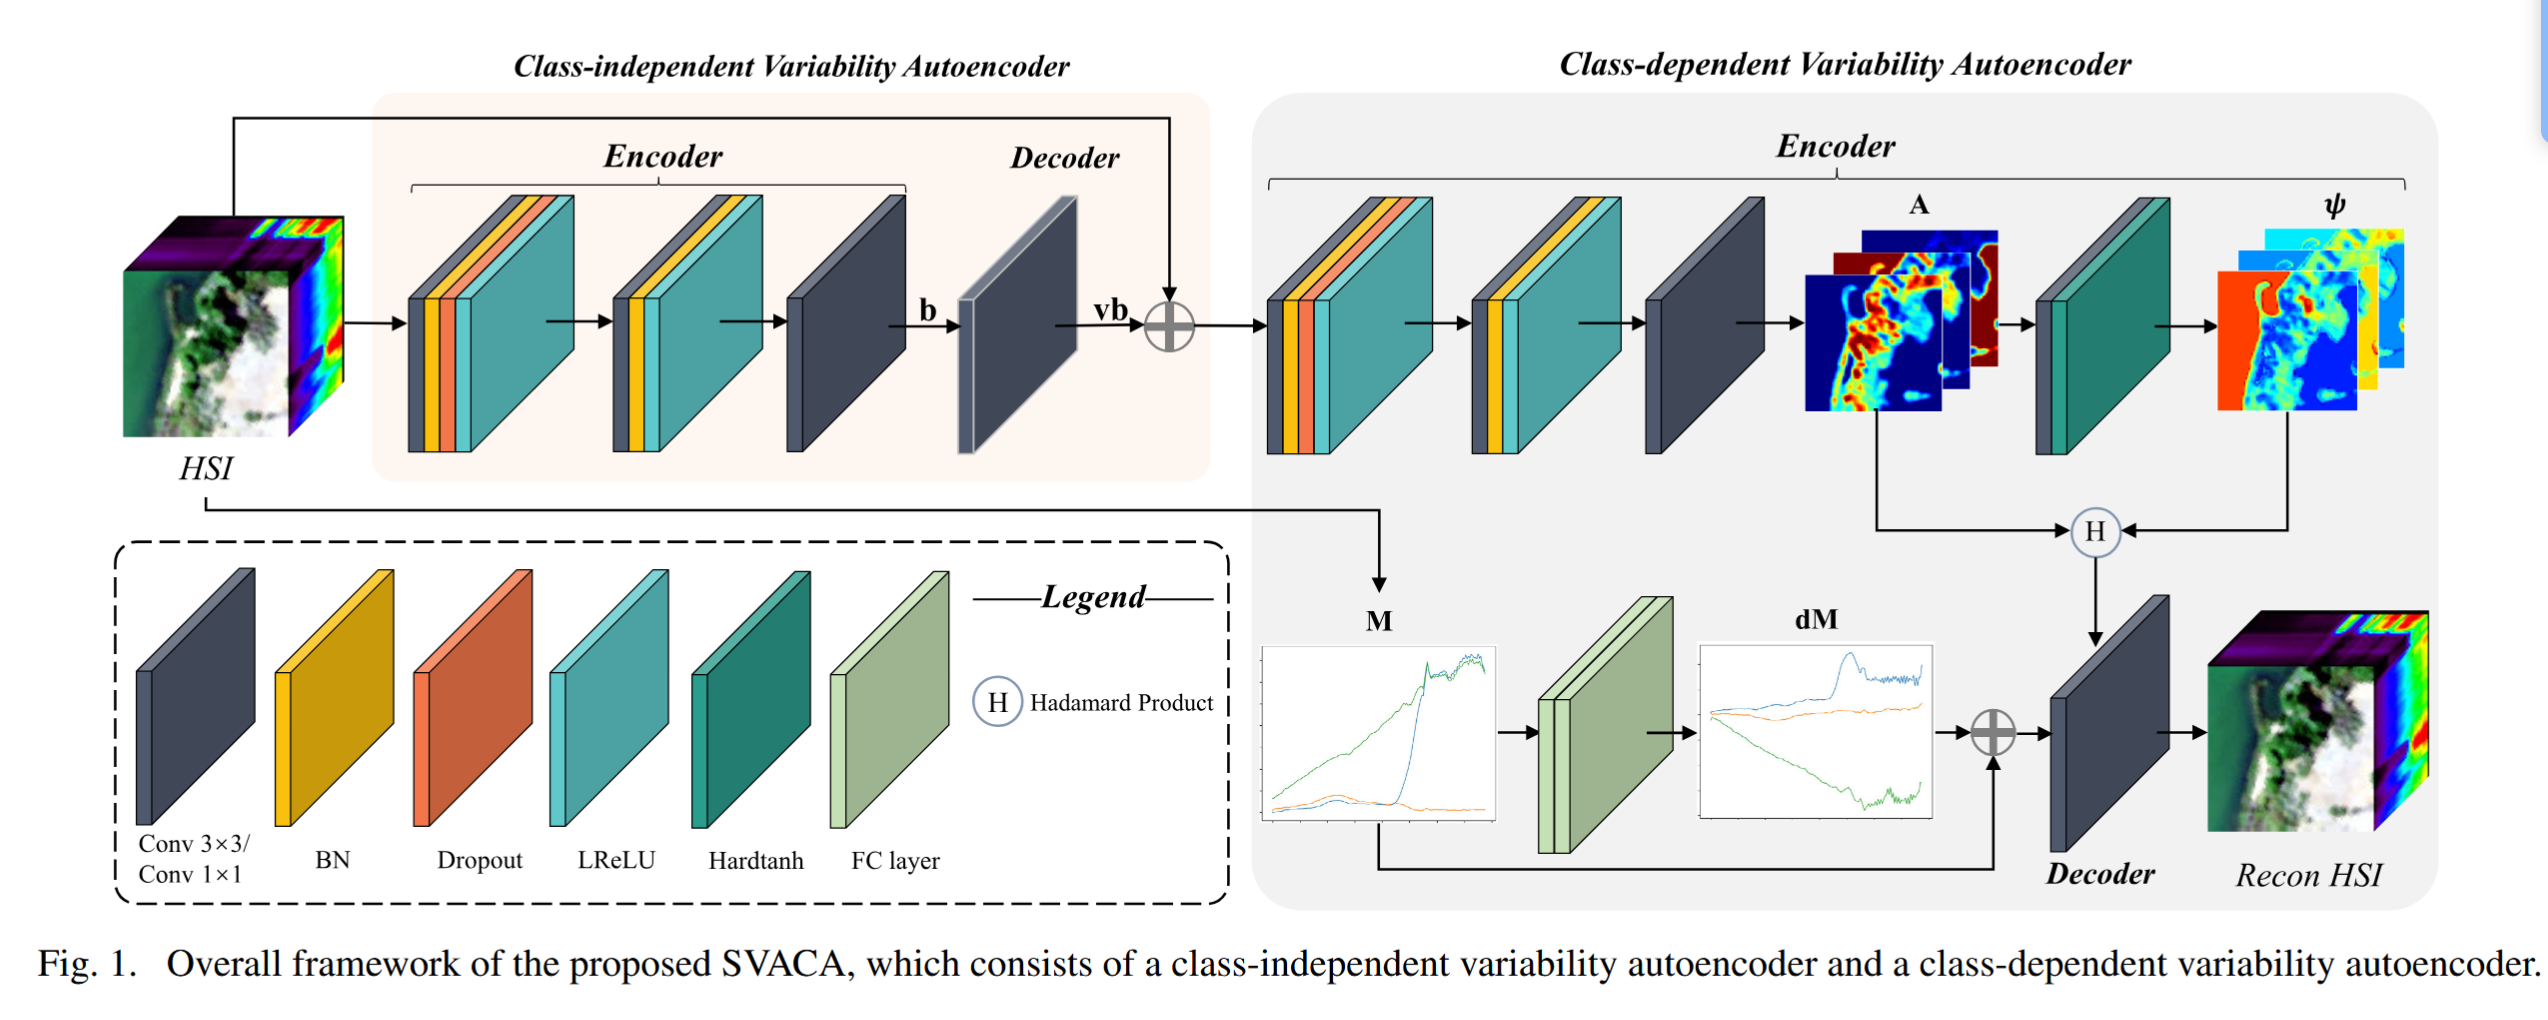 Class-independent Variability Autoencoder
Class-dependent Variability Autoencoder
Encoder
Decoder
Encoder
A
ψ
b
vb
HSI
H
M
dM
Legend
H Hadamard Product
Conv 3×3/
Conv 1×1
BN
Dropout
LReLU
Hardtanh
FC layer
Decoder
Recon HSI
Fig. 1. Overall framework of the proposed SVACA, which consists of a class-independent variability autoencoder and a class-dependent variability autoencoder.